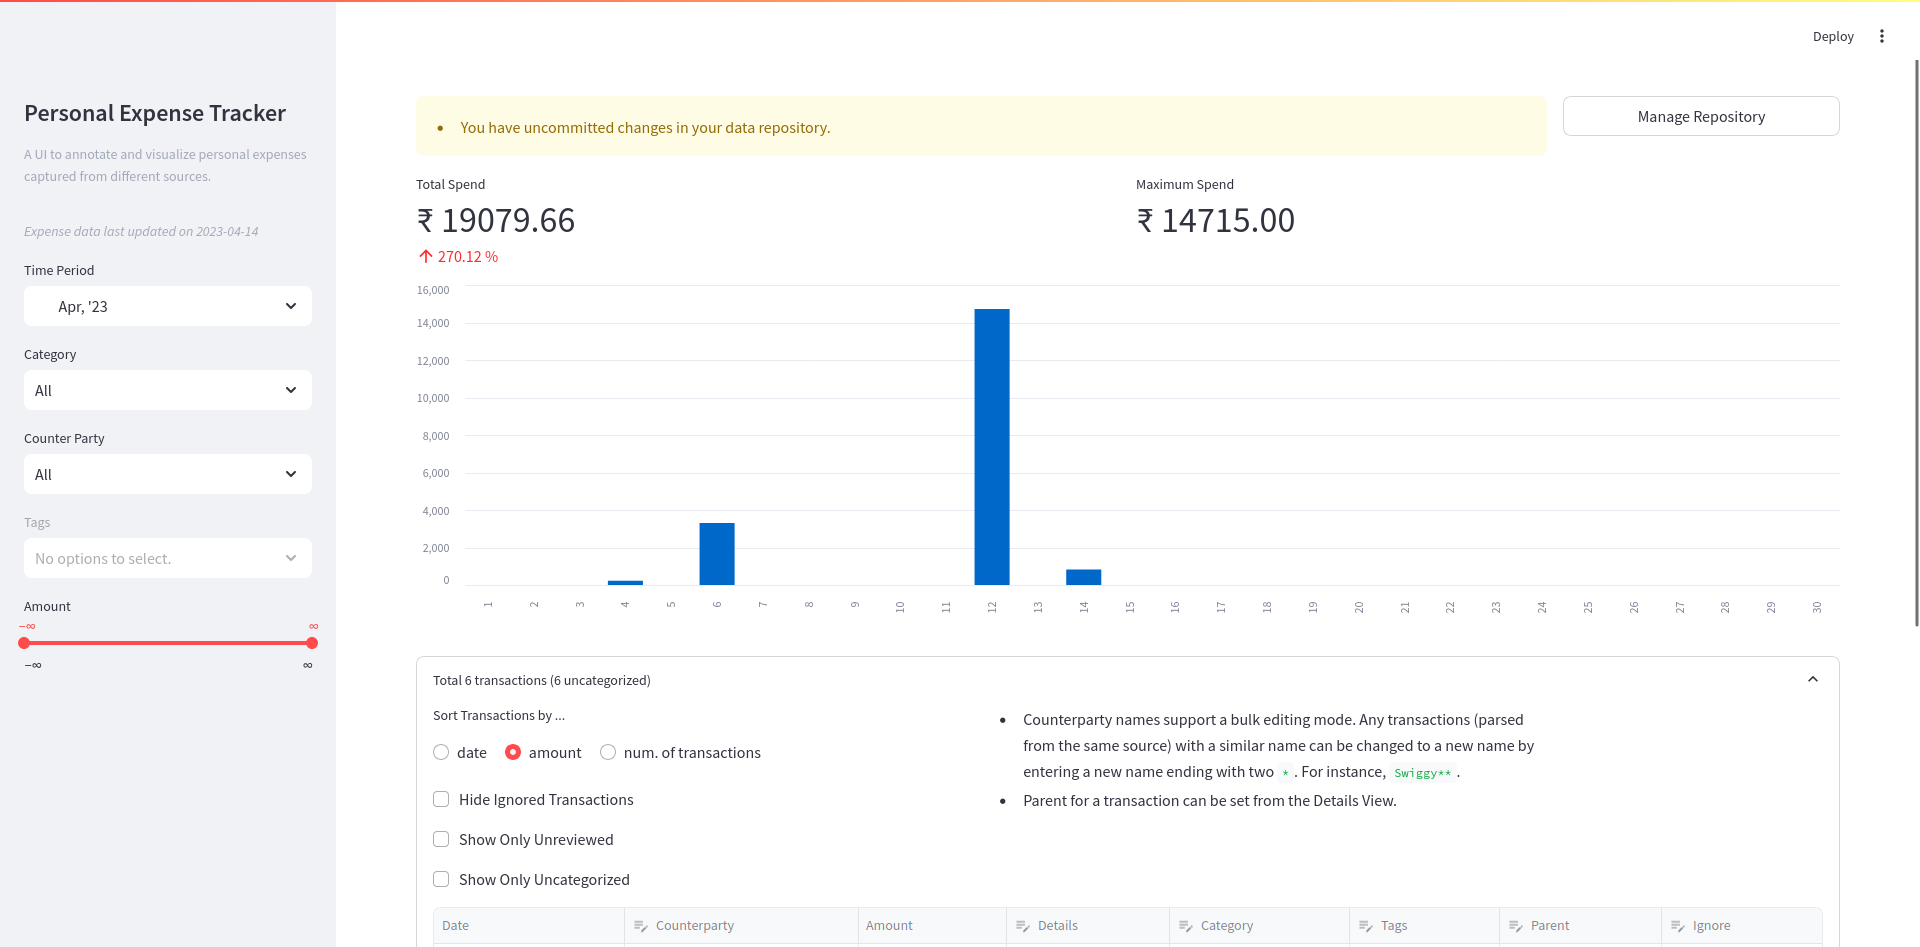 Deploy
Personal Expense Tracker
A UI to annotate and visualize personal expenses
captured from different sources.
Expense data last updated on 2023-04-14
Time Period
Apr, '23
Category
All
Counter Party
All
Tags
No options to select.
Amount
−∞ ∞
−∞ ∞
You have uncommitted changes in your data repository.
Manage Repository
Total Spend
₹ 19079.66
270.12 %
Maximum Spend
₹ 14715.00
16,000
14,000
12,000
10,000
8,000
6,000
4,000
2,000
0
1 2 3 4 5 6 7 8 9 10 11 12 13 14 15 16 17 18 19 20 21 22 23 24 25 26 27 28 29 30
Total 6 transactions (6 uncategorized)
Sort Transactions by ...
date amount num. of transactions
Hide Ignored Transactions
Show Only Unreviewed
Show Only Uncategorized
Counterparty names support a bulk editing mode. Any transactions (parsed
from the same source) with a similar name can be changed to a new name by
entering a new name ending with two * . For instance, Swiggy** .
Parent for a transaction can be set from the Details View.
Date Counterparty Amount Details Category Tags Parent Ignore